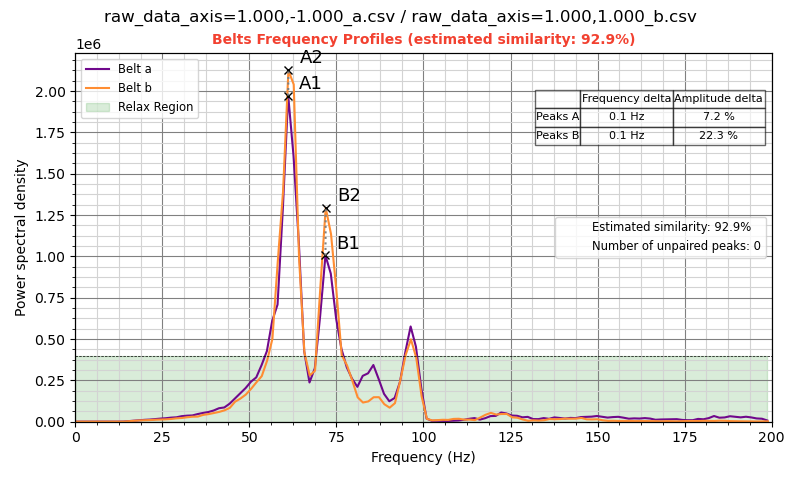 raw_data_axis=1.000,-1.000_a.csv / raw_data_axis=1.000,1.000_b.csv
Belts Frequency Profiles (estimated similarity: 92.9%)
1e6
A2
A1
B2
B1
Belt a
Belt b
Relax Region
Frequency delta Amplitude delta
Peaks A 0.1 Hz 7.2 %
Peaks B 0.1 Hz 22.3 %
Estimated similarity: 92.9%
Number of unpaired peaks: 0
Power spectral density
2.00
1.75
1.50
1.25
1.00
0.75
0.50
0.25
0.00
0 25 50 75 100 125 150 175 200
Frequency (Hz)